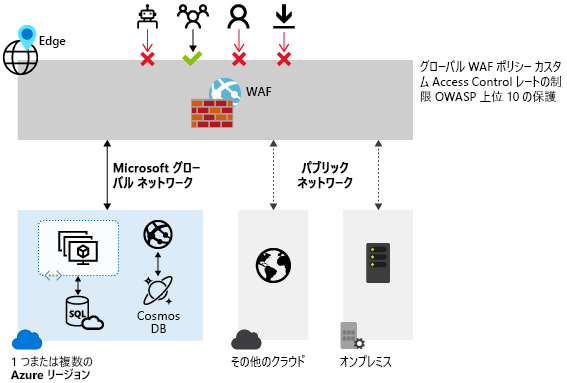 Edge
グローバル WAF ポリシー カスタ
ム Access Control レートの制
限 OWASP 上位 10 の保護
WAF
Microsoft グロー
バル ネットワーク
パブリック
ネットワーク
SQL
Cosmos
DB
1 つまたは複数の
Azure リージョン
その他のクラウド
オンプレミス